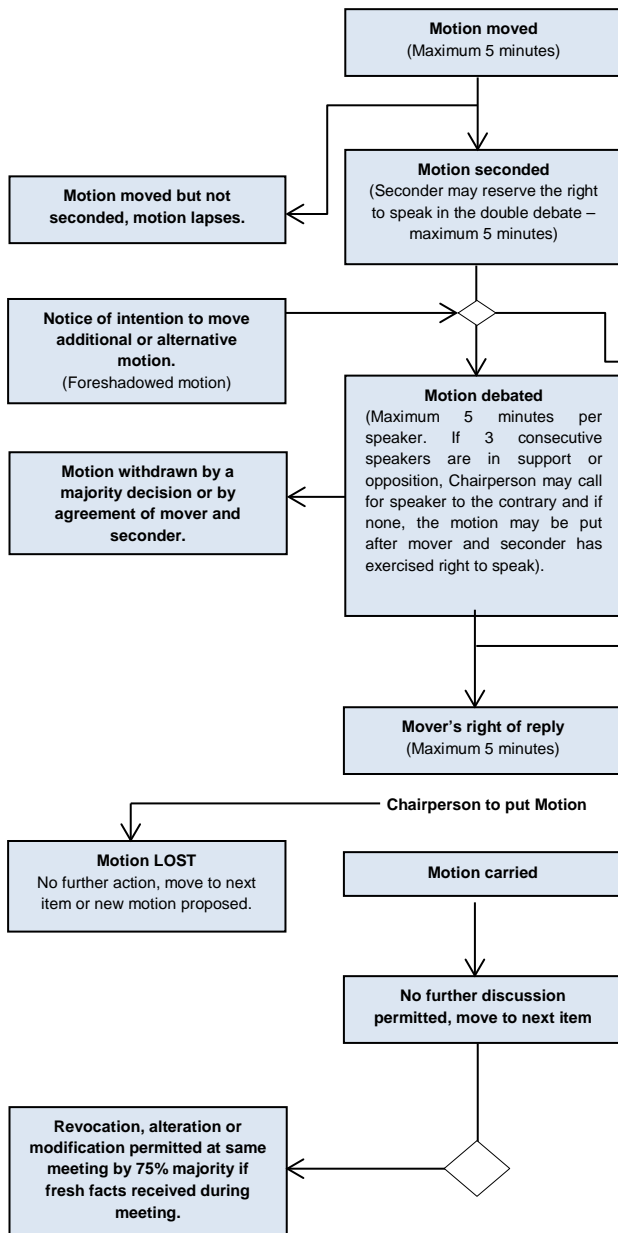 Motion moved
(Maximum 5 minutes)
Motion seconded
(Seconder may reserve the right
to speak in the double debate –
maximum 5 minutes)
Motion moved but not
seconded, motion lapses.
Notice of intention to move
additional or alternative
motion.
(Foreshadowed motion)
Motion debated
(Maximum 5 minutes per
speaker. If 3 consecutive
speakers are in support or
opposition, Chairperson may call
for speaker to the contrary and if
none, the motion may be put
after mover and seconder has
exercised right to speak).
Motion withdrawn by a
majority decision or by
agreement of mover and
seconder.
Mover’s right of reply
(Maximum 5 minutes)
Chairperson to put Motion
Motion LOST
No further action, move to next
item or new motion proposed.
Motion carried
No further discussion
permitted, move to next item
Revocation, alteration or
modification permitted at same
meeting by 75% majority if
fresh facts received during
meeting.